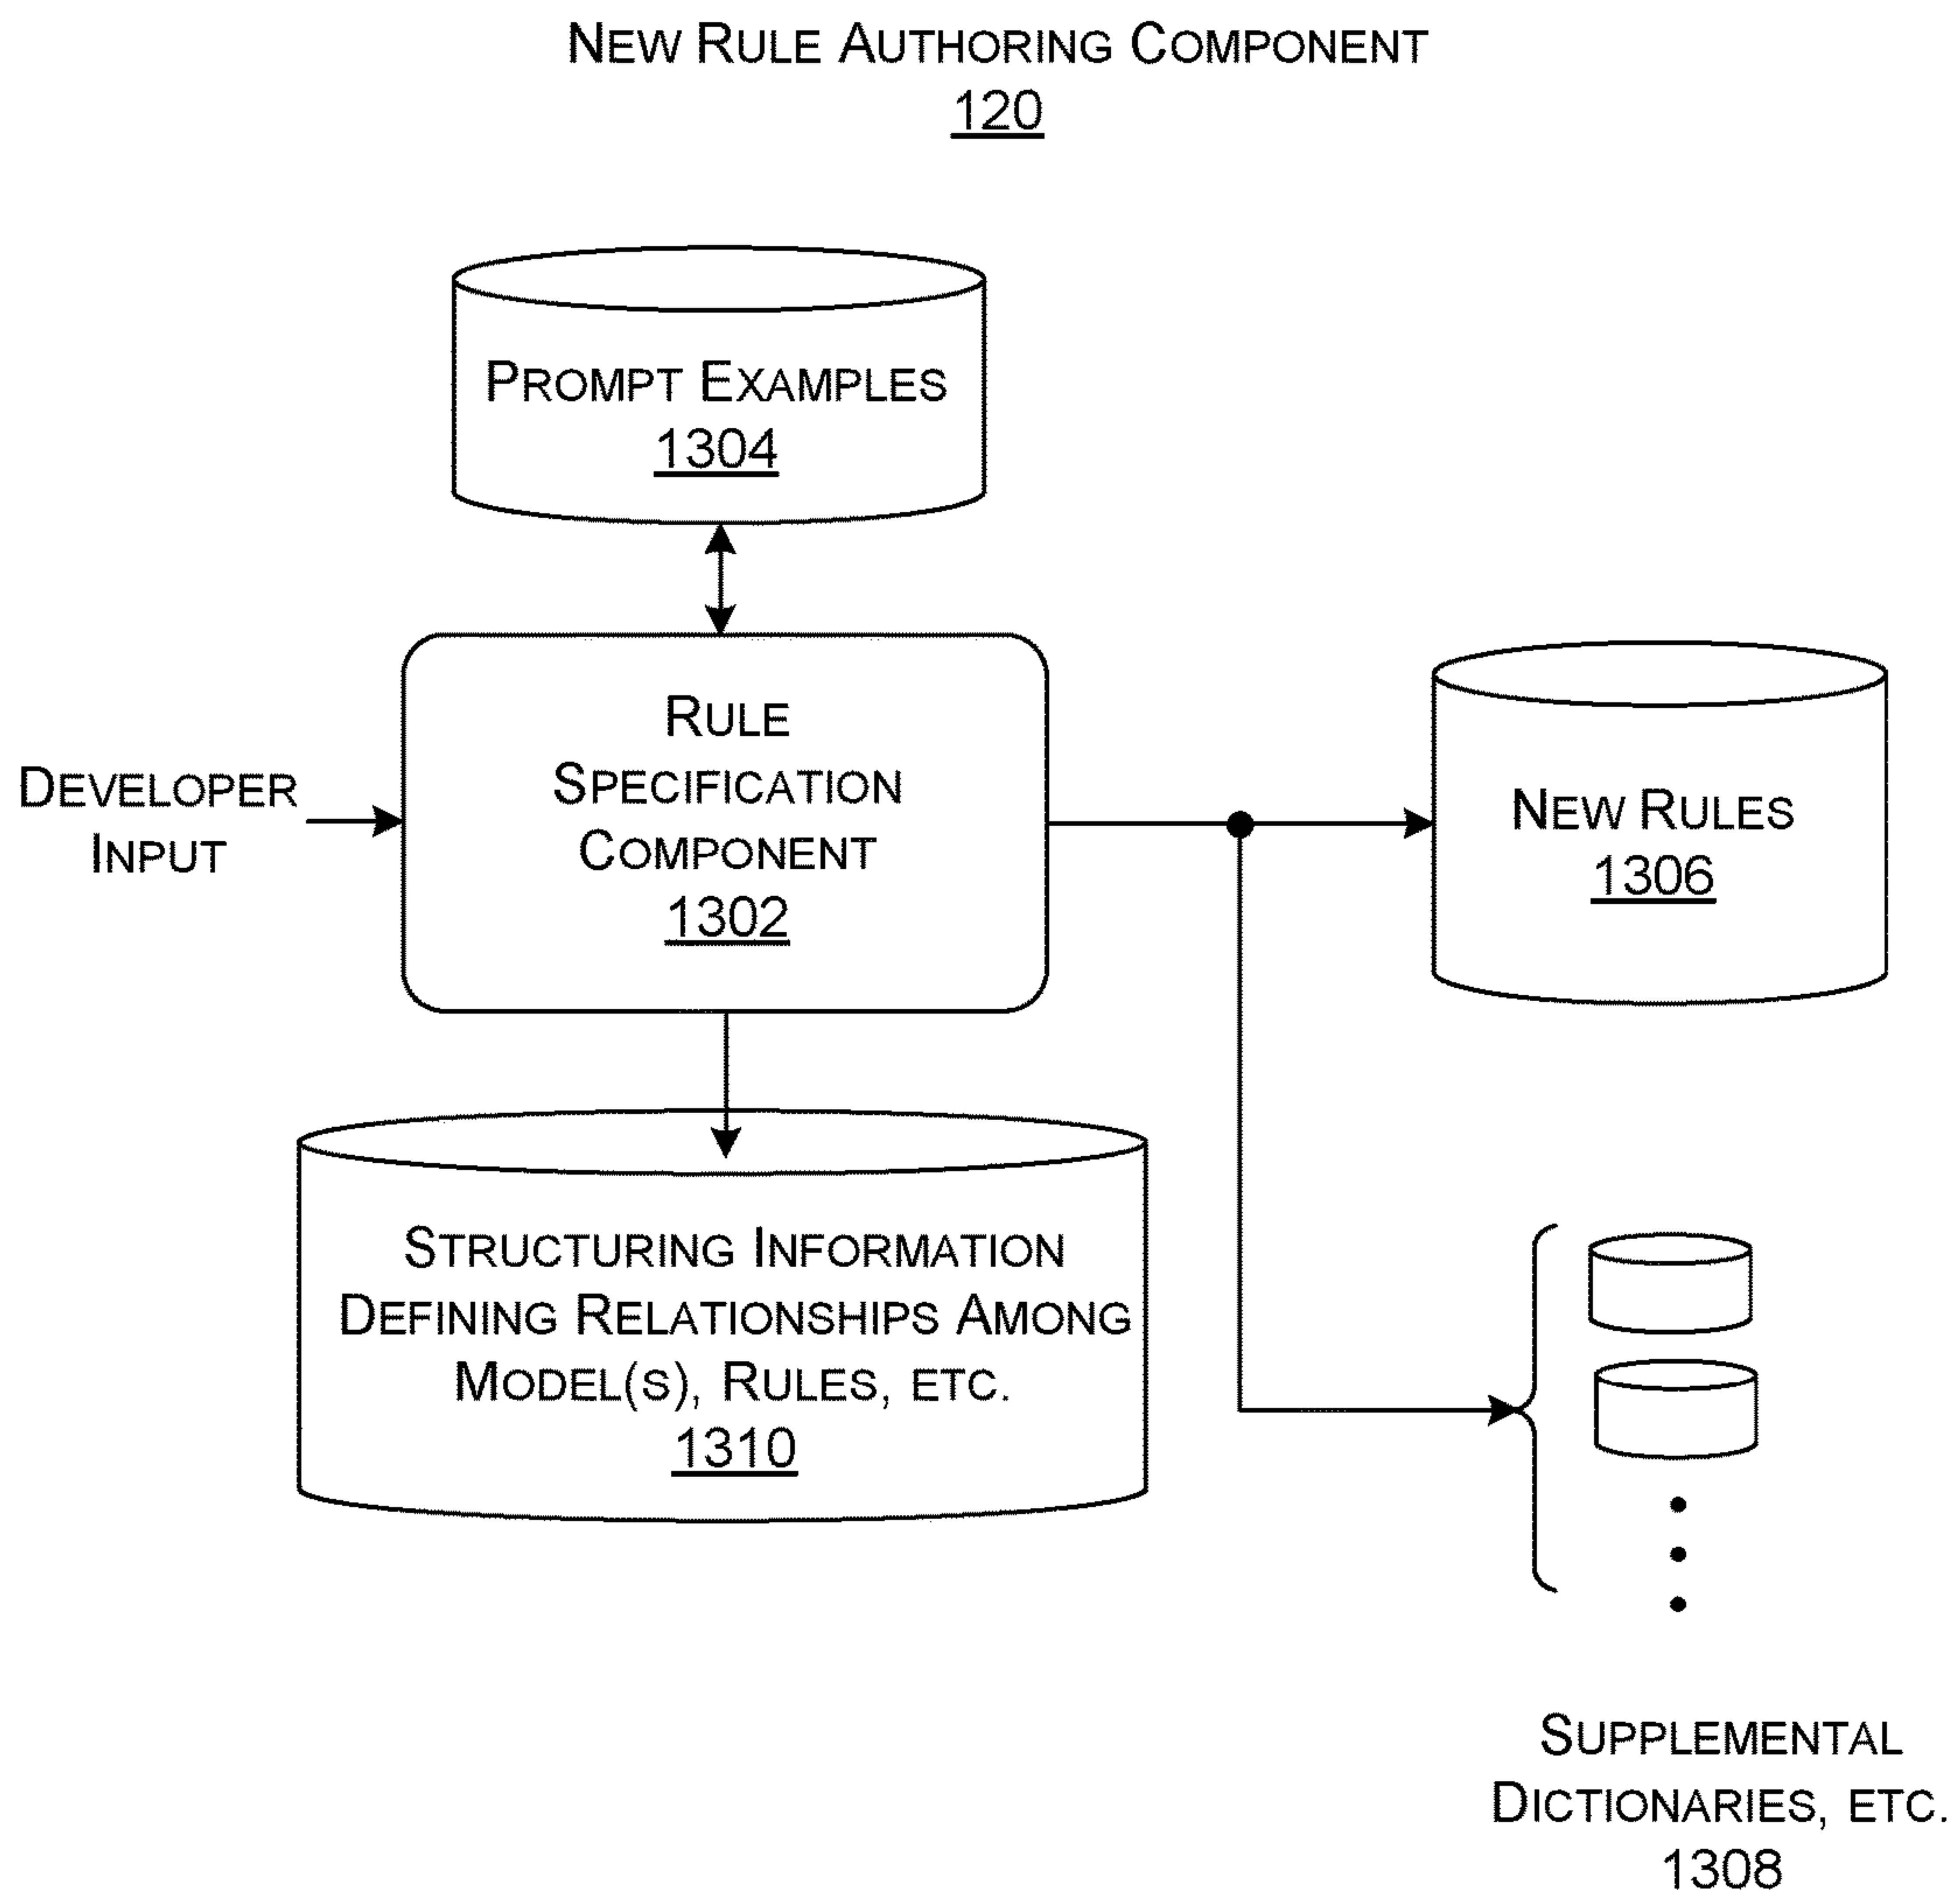 NEW RULE AUTHORING COMPONENT
120
PROMPT EXAMPLES
1304
RULE
SPECIFICATION
COMPONENT
1302
DEVELOPER
INPUT
NEW RULES
1306
STRUCTURING INFORMATION
DEFINING RELATIONSHIPS AMONG
MODEL(S), RULES, ETC.
1310
SUPPLEMENTAL
DICTIONARIES, ETC.
1308